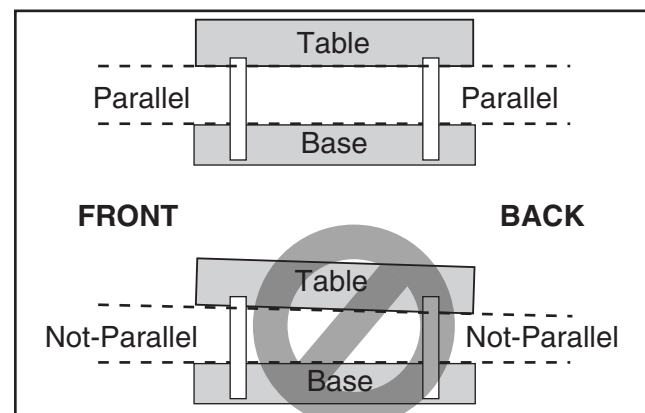 Table
Parallel Parallel
Base
FRONT BACK
Table
Not-Parallel Not-Parallel
Base